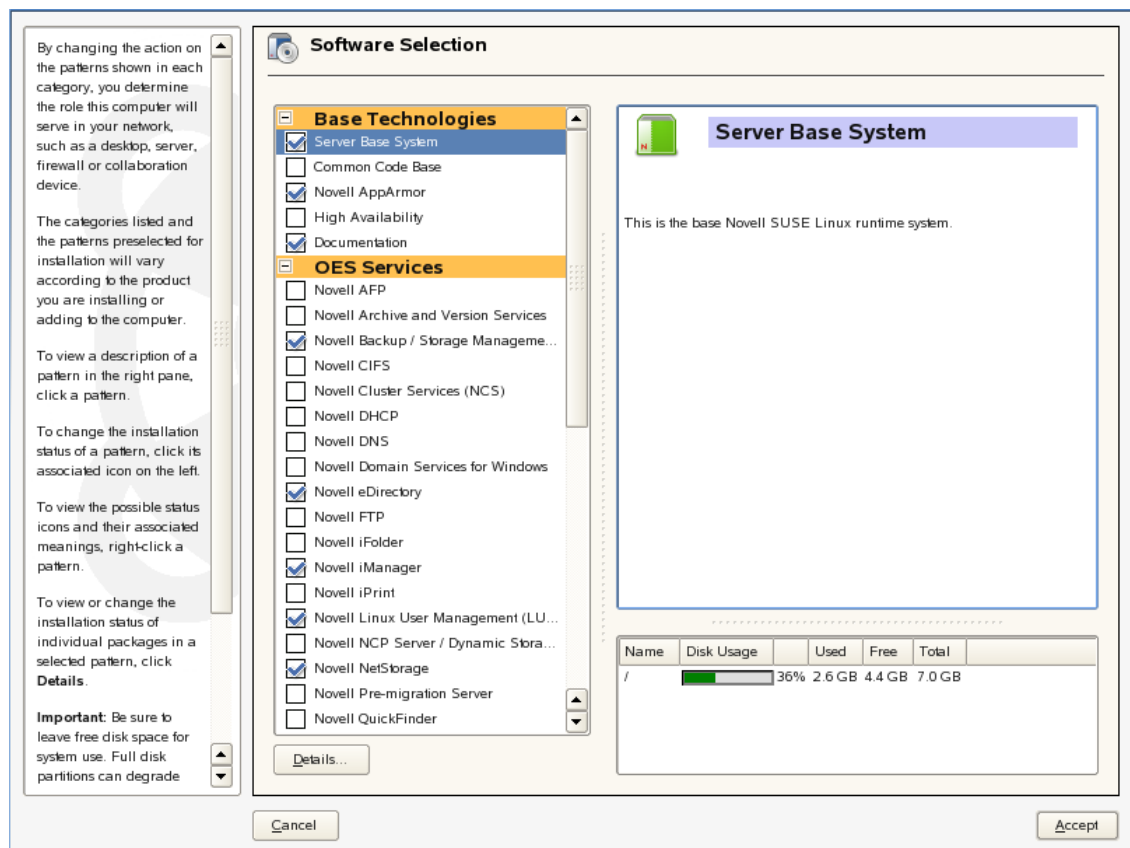 By changing the action on
the patterns shown in each
category, you determine
the role this computer will
serve in your network,
such as a desktop, server,
firewall or collaboration
device.
The categories listed and
the patterns preselected for
installation will vary
according to the product
you are installing or
adding to the computer.
To view a description of a
pattern in the right pane,
click a pattern.
To change the installation
status of a pattern, click its
associated icon on the left.
To view the possible status
icons and their associated
meanings, right-click a
pattern.
To view or change the
installation status of
individual packages in a
selected pattern, click
Details.
Important: Be sure to
leave free disk space for
system use. Full disk
partitions can degrade
Software Selection
Base Technologies
Server Base System
Common Code Base
Novell AppArmor
High Availability
Documentation
OES Services
Novell AFP
Novell Archive and Version Services
Novell Backup / Storage Manageme...
Novell CIFS
Novell Cluster Services (NCS)
Novell DHCP
Novell DNS
Novell Domain Services for Windows
Novell eDirectory
Novell FTP
Novell iFolder
Novell iManager
Novell iPrint
Novell Linux User Management (LU...
Novell NCP Server / Dynamic Stora...
Novell NetStorage
Novell Pre-migration Server
Novell QuickFinder
Details...
N
Server Base System
This is the base Novell SUSE Linux runtime system.
Name Disk Usage Used Free Total
/ 36% 2.6 GB 4.4 GB 7.0 GB
Cancel
Accept